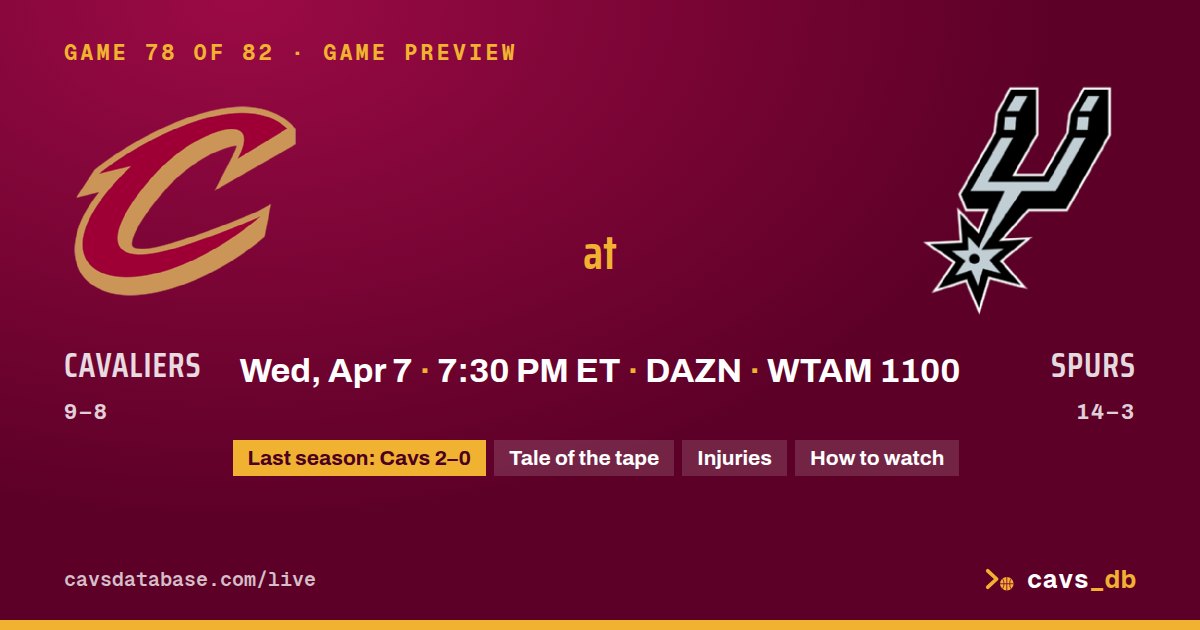 GAME 78 OF 82 · GAME PREVIEW
at
CAVALIERS
Wed, Apr 7 · 7:30 PM ET · DAZN · WTAM 1100
SPURS
9–8
14–3
Last season: Cavs 2–0
Tale of the tape
Injuries
How to watch
cavsdatabase.com/live
cavs_db